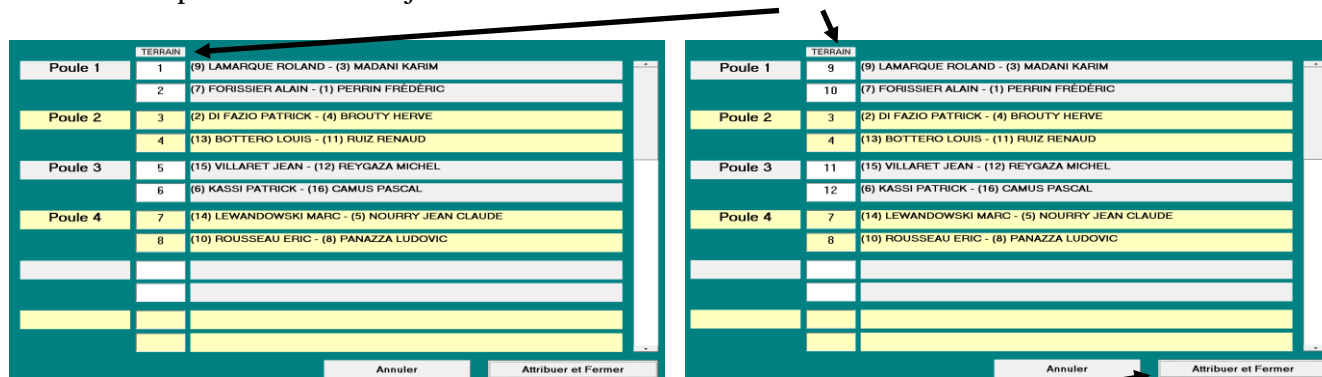 TERRAIN
Poule 1 1 (9) LAMARQUE ROLAND - (3) MADANI KARIM
2 (7) FORISSIER ALAIN - (1) PERRIN FRÉDÉRIC
Poule 2 3 (2) DI FAZIO PATRICK - (4) BROUTY HERVE
4 (13) BOTTERO LOUIS - (11) RUIZ RENAUD
Poule 3 5 (15) VILLARET JEAN - (12) REYGAZA MICHEL
6 (6) KASSI PATRICK - (16) CAMUS PASCAL
Poule 4 7 (14) LEWANDOWSKI MARC - (5) NOURRY JEAN CLAUDE
8 (10) ROUSSEAU ERIC - (8) PANAZZA LUDOVIC
Annuler Attribuer et Fermer
TERRAIN
Poule 1 9 (9) LAMARQUE ROLAND - (3) MADANI KARIM
10 (7) FORISSIER ALAIN - (1) PERRIN FRÉDÉRIC
Poule 2 3 (2) DI FAZIO PATRICK - (4) BROUTY HERVE
4 (13) BOTTERO LOUIS - (11) RUIZ RENAUD
Poule 3 11 (15) VILLARET JEAN - (12) REYGAZA MICHEL
12 (6) KASSI PATRICK - (16) CAMUS PASCAL
Poule 4 7 (14) LEWANDOWSKI MARC - (5) NOURRY JEAN CLAUDE
8 (10) ROUSSEAU ERIC - (8) PANAZZA LUDOVIC
Annuler Attribuer et Fermer